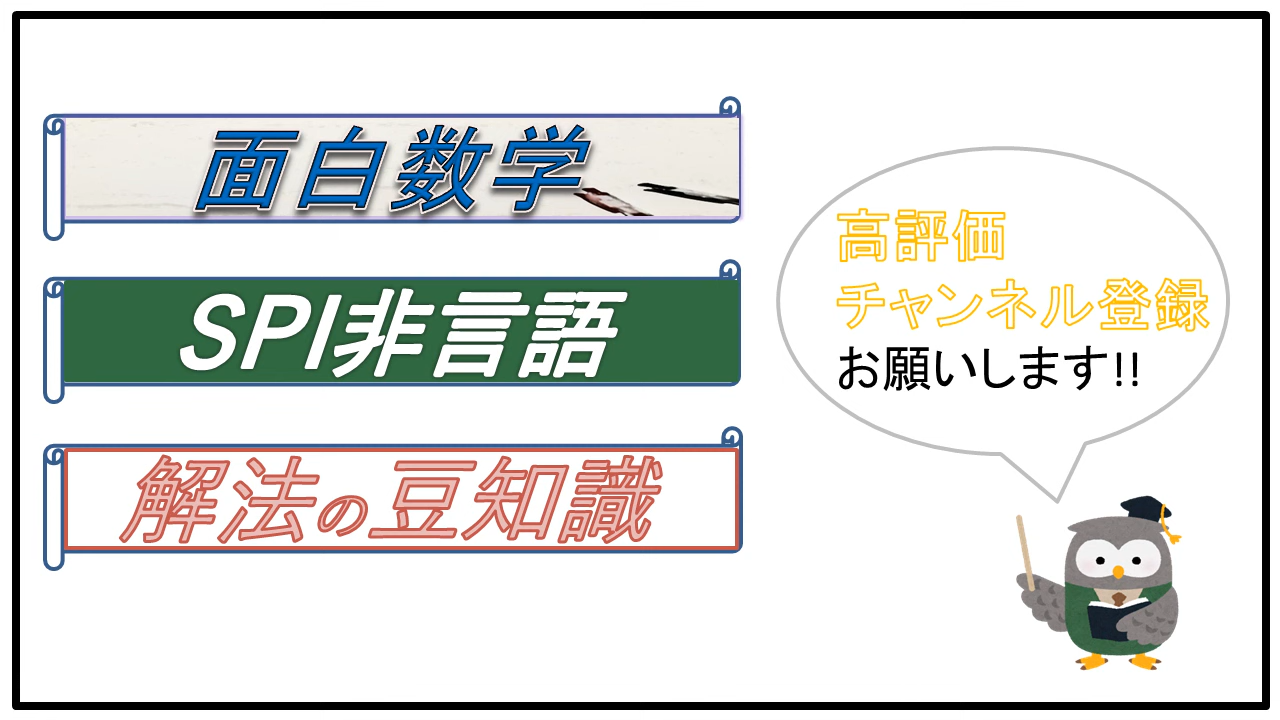 面白数学
SPI非言語
解法の豆知識
高評価
チャンネル登録
お願いします!!